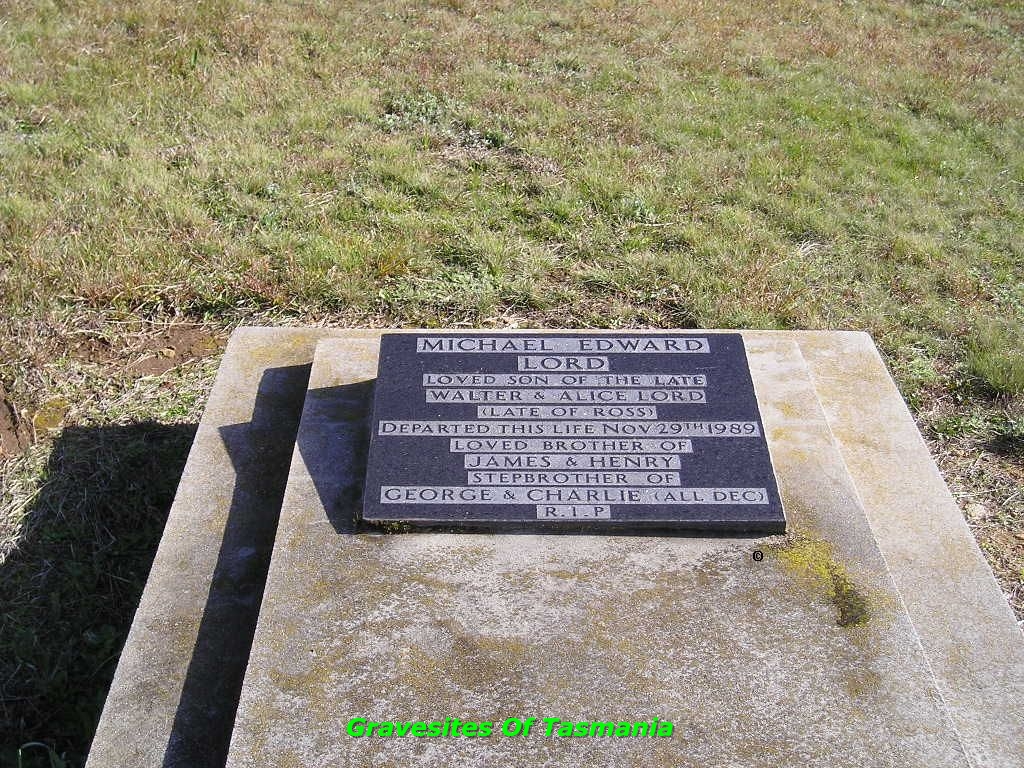 MICHAEL EDWARD
LORD
LOVED SON OF THE LATE
WALTER & ALICE LORD
(LATE OF ROSS)
DEPARTED THIS LIFE NOV 29TH 1989
LOVED BROTHER OF
JAMES & HENRY
STEPBROTHER OF
GEORGE & CHARLIE (ALL DEC)
R.I.P
©
Gravesites Of Tasmania